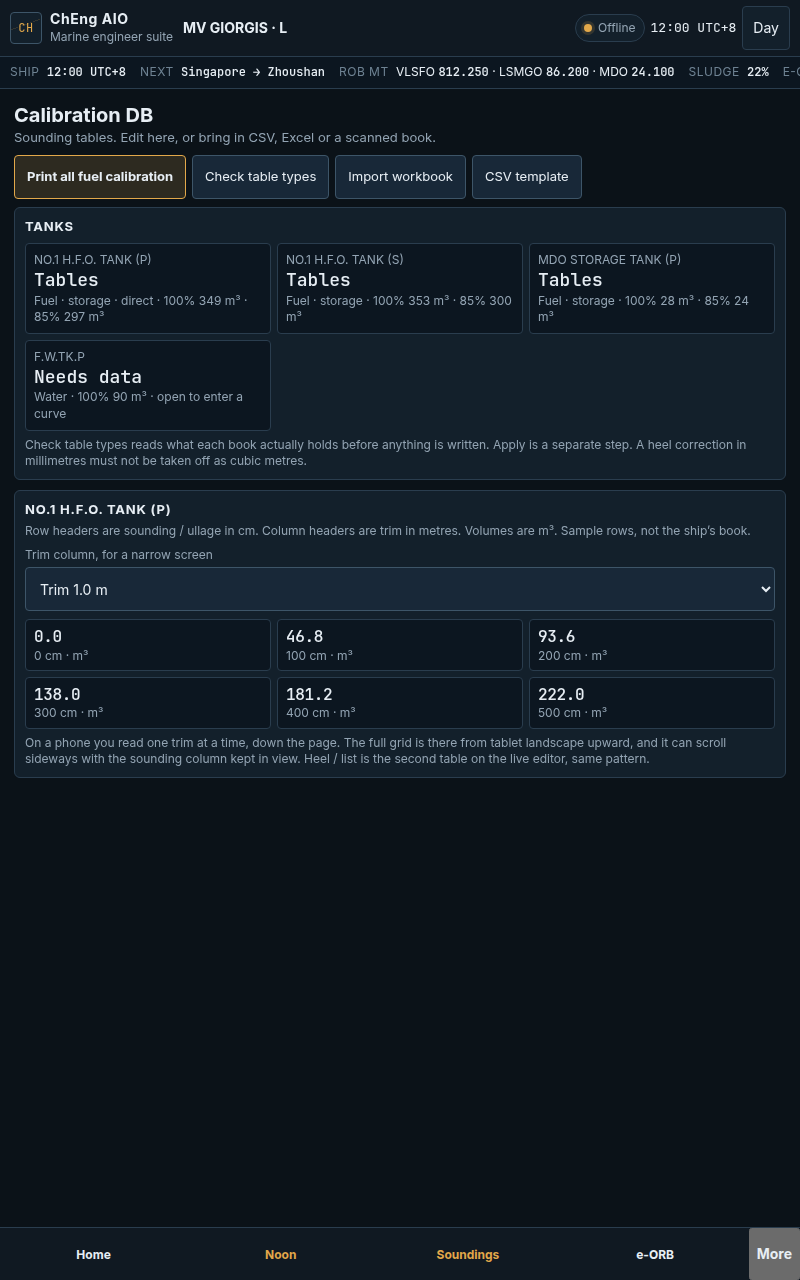 CH
ChEng AIO
Marine engineer suite
MV GIORGIS · L
Offline
12:00 UTC+8
Day
SHIP 12:00 UTC+8 NEXT Singapore → Zhoushan ROB MT VLSFO 812.250 · LSMGO 86.200 · MDO 24.100 SLUDGE 22%
Calibration DB
Sounding tables. Edit here, or bring in CSV, Excel or a scanned book.
Print all fuel calibration
Check table types
Import workbook
CSV template
TANKS
NO.1 H.F.O. TANK (P)
Tables
Fuel · storage · direct · 100% 349 m³ ·
85% 297 m³
NO.1 H.F.O. TANK (S)
Tables
Fuel · storage · 100% 353 m³ · 85% 300
m³
MDO STORAGE TANK (P)
Tables
Fuel · storage · 100% 28 m³ · 85% 24
m³
F.W.TK.P
Needs data
Water · 100% 90 m³ · open to enter a
curve
Check table types reads what each book actually holds before anything is written. Apply is a separate step. A heel correction in
millimetres must not be taken off as cubic metres.
NO.1 H.F.O. TANK (P)
Row headers are sounding / ullage in cm. Column headers are trim in metres. Volumes are m³. Sample rows, not the ship’s book.
Trim column, for a narrow screen
Trim 1.0 m
0.0
0 cm · m³
46.8
100 cm · m³
93.6
200 cm · m³
138.0
300 cm · m³
181.2
400 cm · m³
222.0
500 cm · m³
On a phone you read one trim at a time, down the page. The full grid is there from tablet landscape upward, and it can scroll
sideways with the sounding column kept in view. Heel / list is the second table on the live editor, same pattern.
Home
Noon
Soundings
e-ORB
More